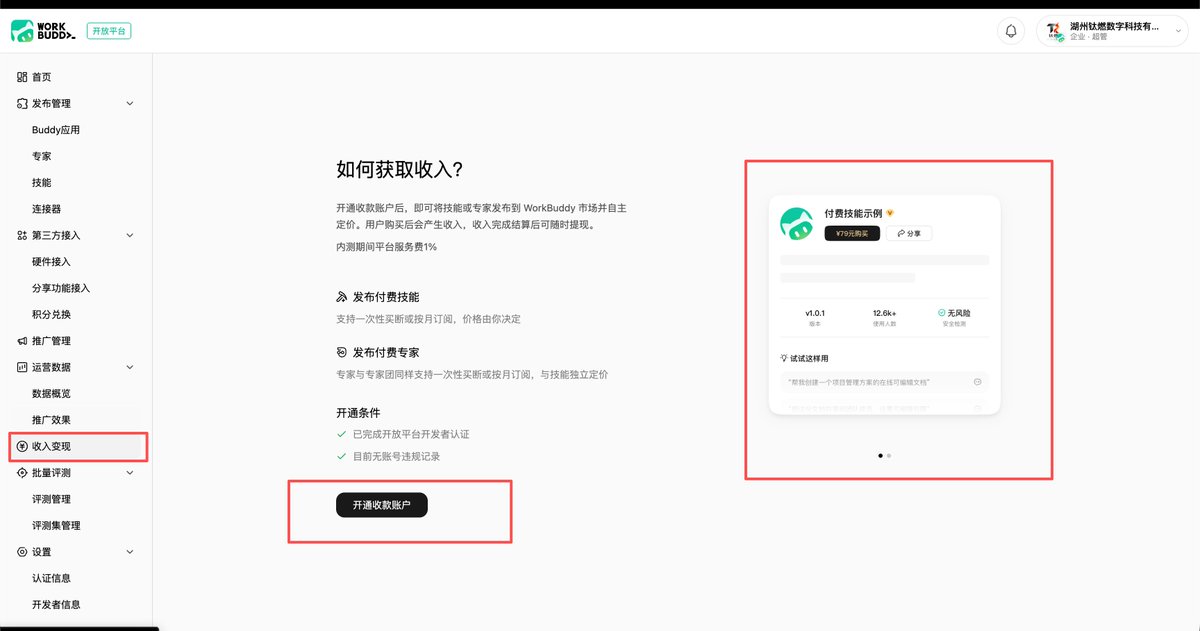 WORK
BUDD>_
开放平台
湖州钛燃数字科技有...
企业 · 超管
首页
发布管理
Buddy应用
专家
技能
连接器
第三方接入
硬件接入
分享功能接入
积分兑换
推广管理
运营数据
数据概览
推广效果
收入变现
批量评测
评测管理
评测集管理
设置
认证信息
开发者信息
如何获取收入?
开通收款账户后，即可将技能或专家发布到 WorkBuddy 市场并自主
定价。用户购买后会产生收入，收入完成结算后可随时提现。
内测期间平台服务费1%
发布付费技能
支持一次性买断或按月订阅，价格由你决定
发布付费专家
专家与专家团同样支持一次性买断或按月订阅，与技能独立定价
开通条件
已完成开放平台开发者认证
目前无账号违规记录
开通收款账户
付费技能示例
¥79元购买
分享
v1.0.1
版本
12.6k+
使用人数
无风险
安全检测
试试这样用
"帮我创建一个项目管理方案的在线可编辑文档"